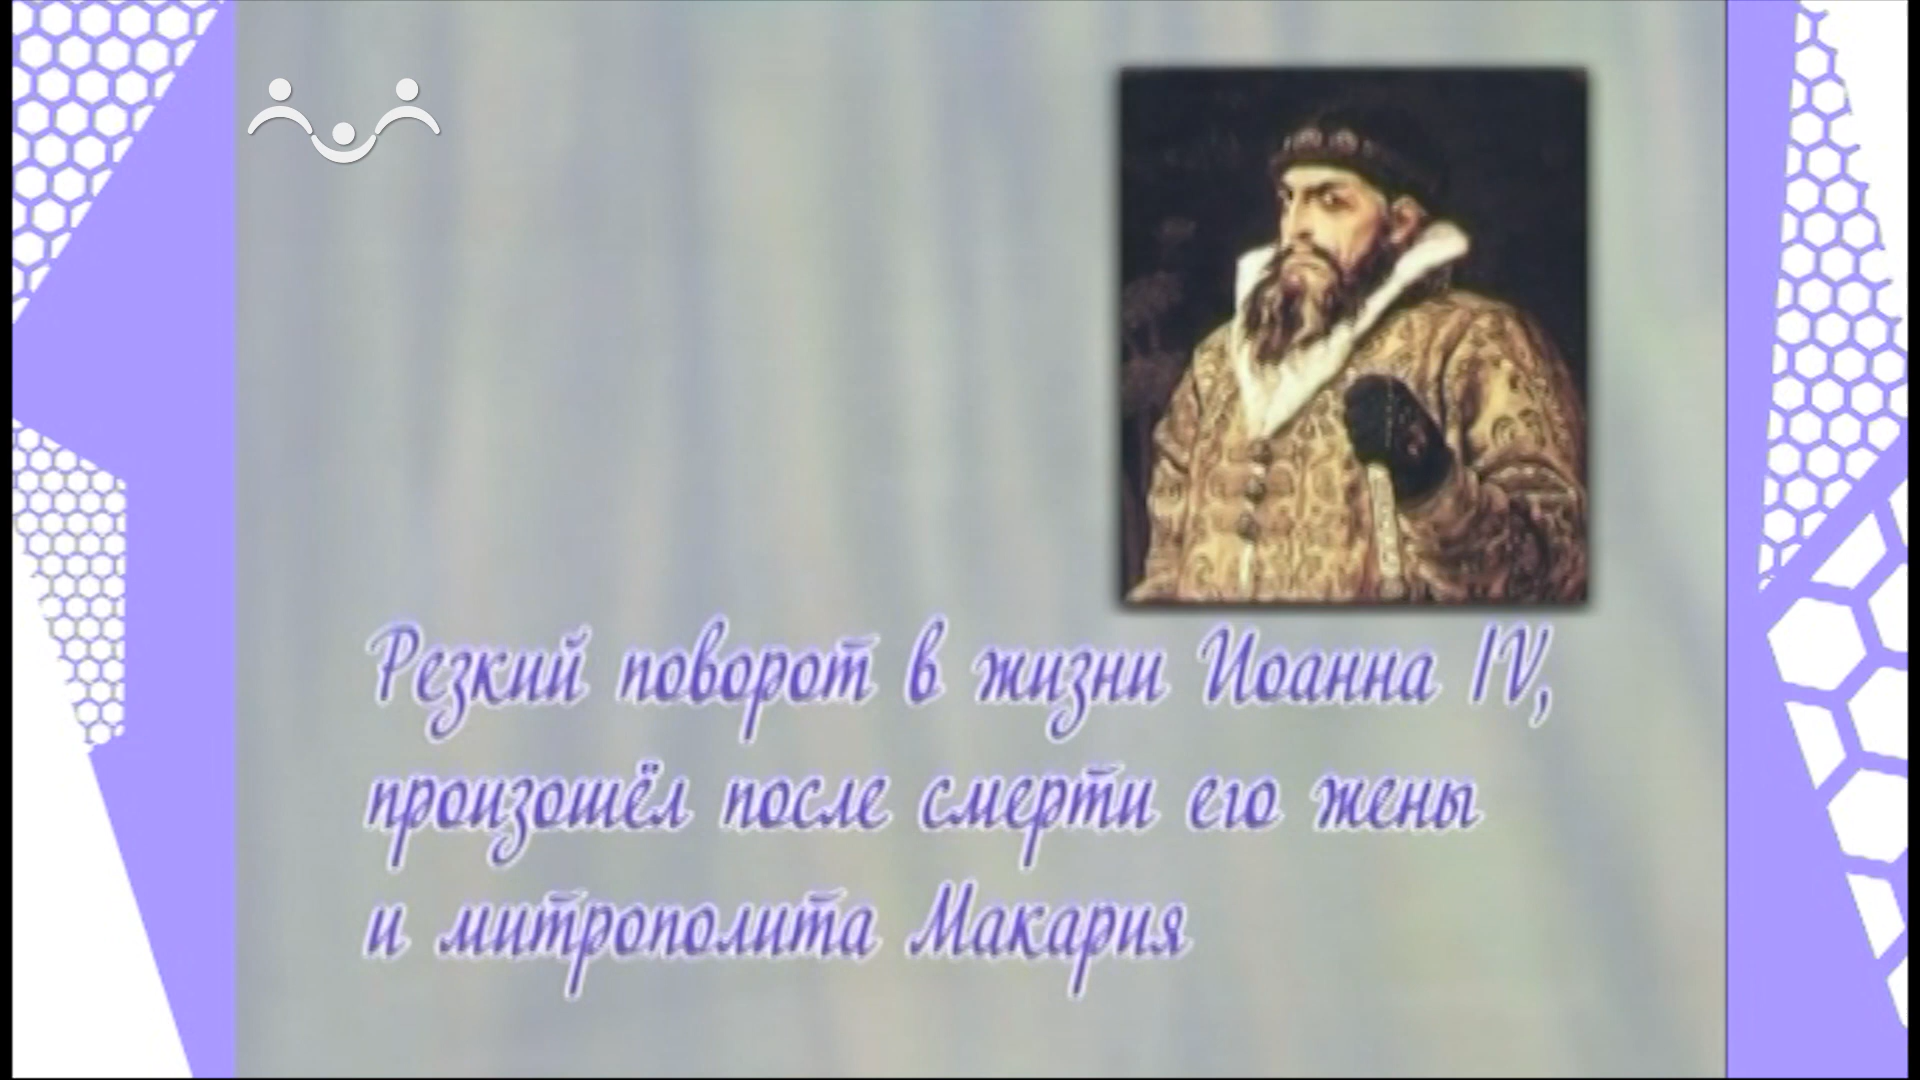 Резкий поворот в жизни Иоанна IV,
произошёл после смерти его жены
и митрополита Макария